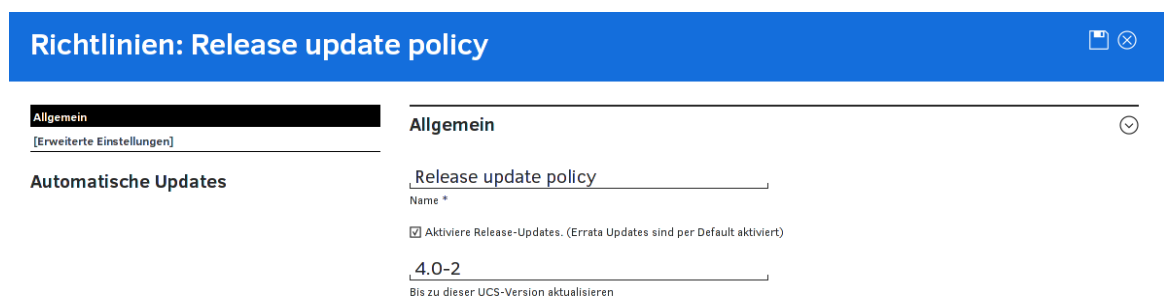 Richtlinien: Release update policy
Allgemein
[Erweiterte Einstellungen]
Automatische Updates
Allgemein
Release update policy
Name *
Aktiviere Release-Updates. (Errata Updates sind per Default aktiviert)
4.0-2
Bis zu dieser UCS-Version aktualisieren